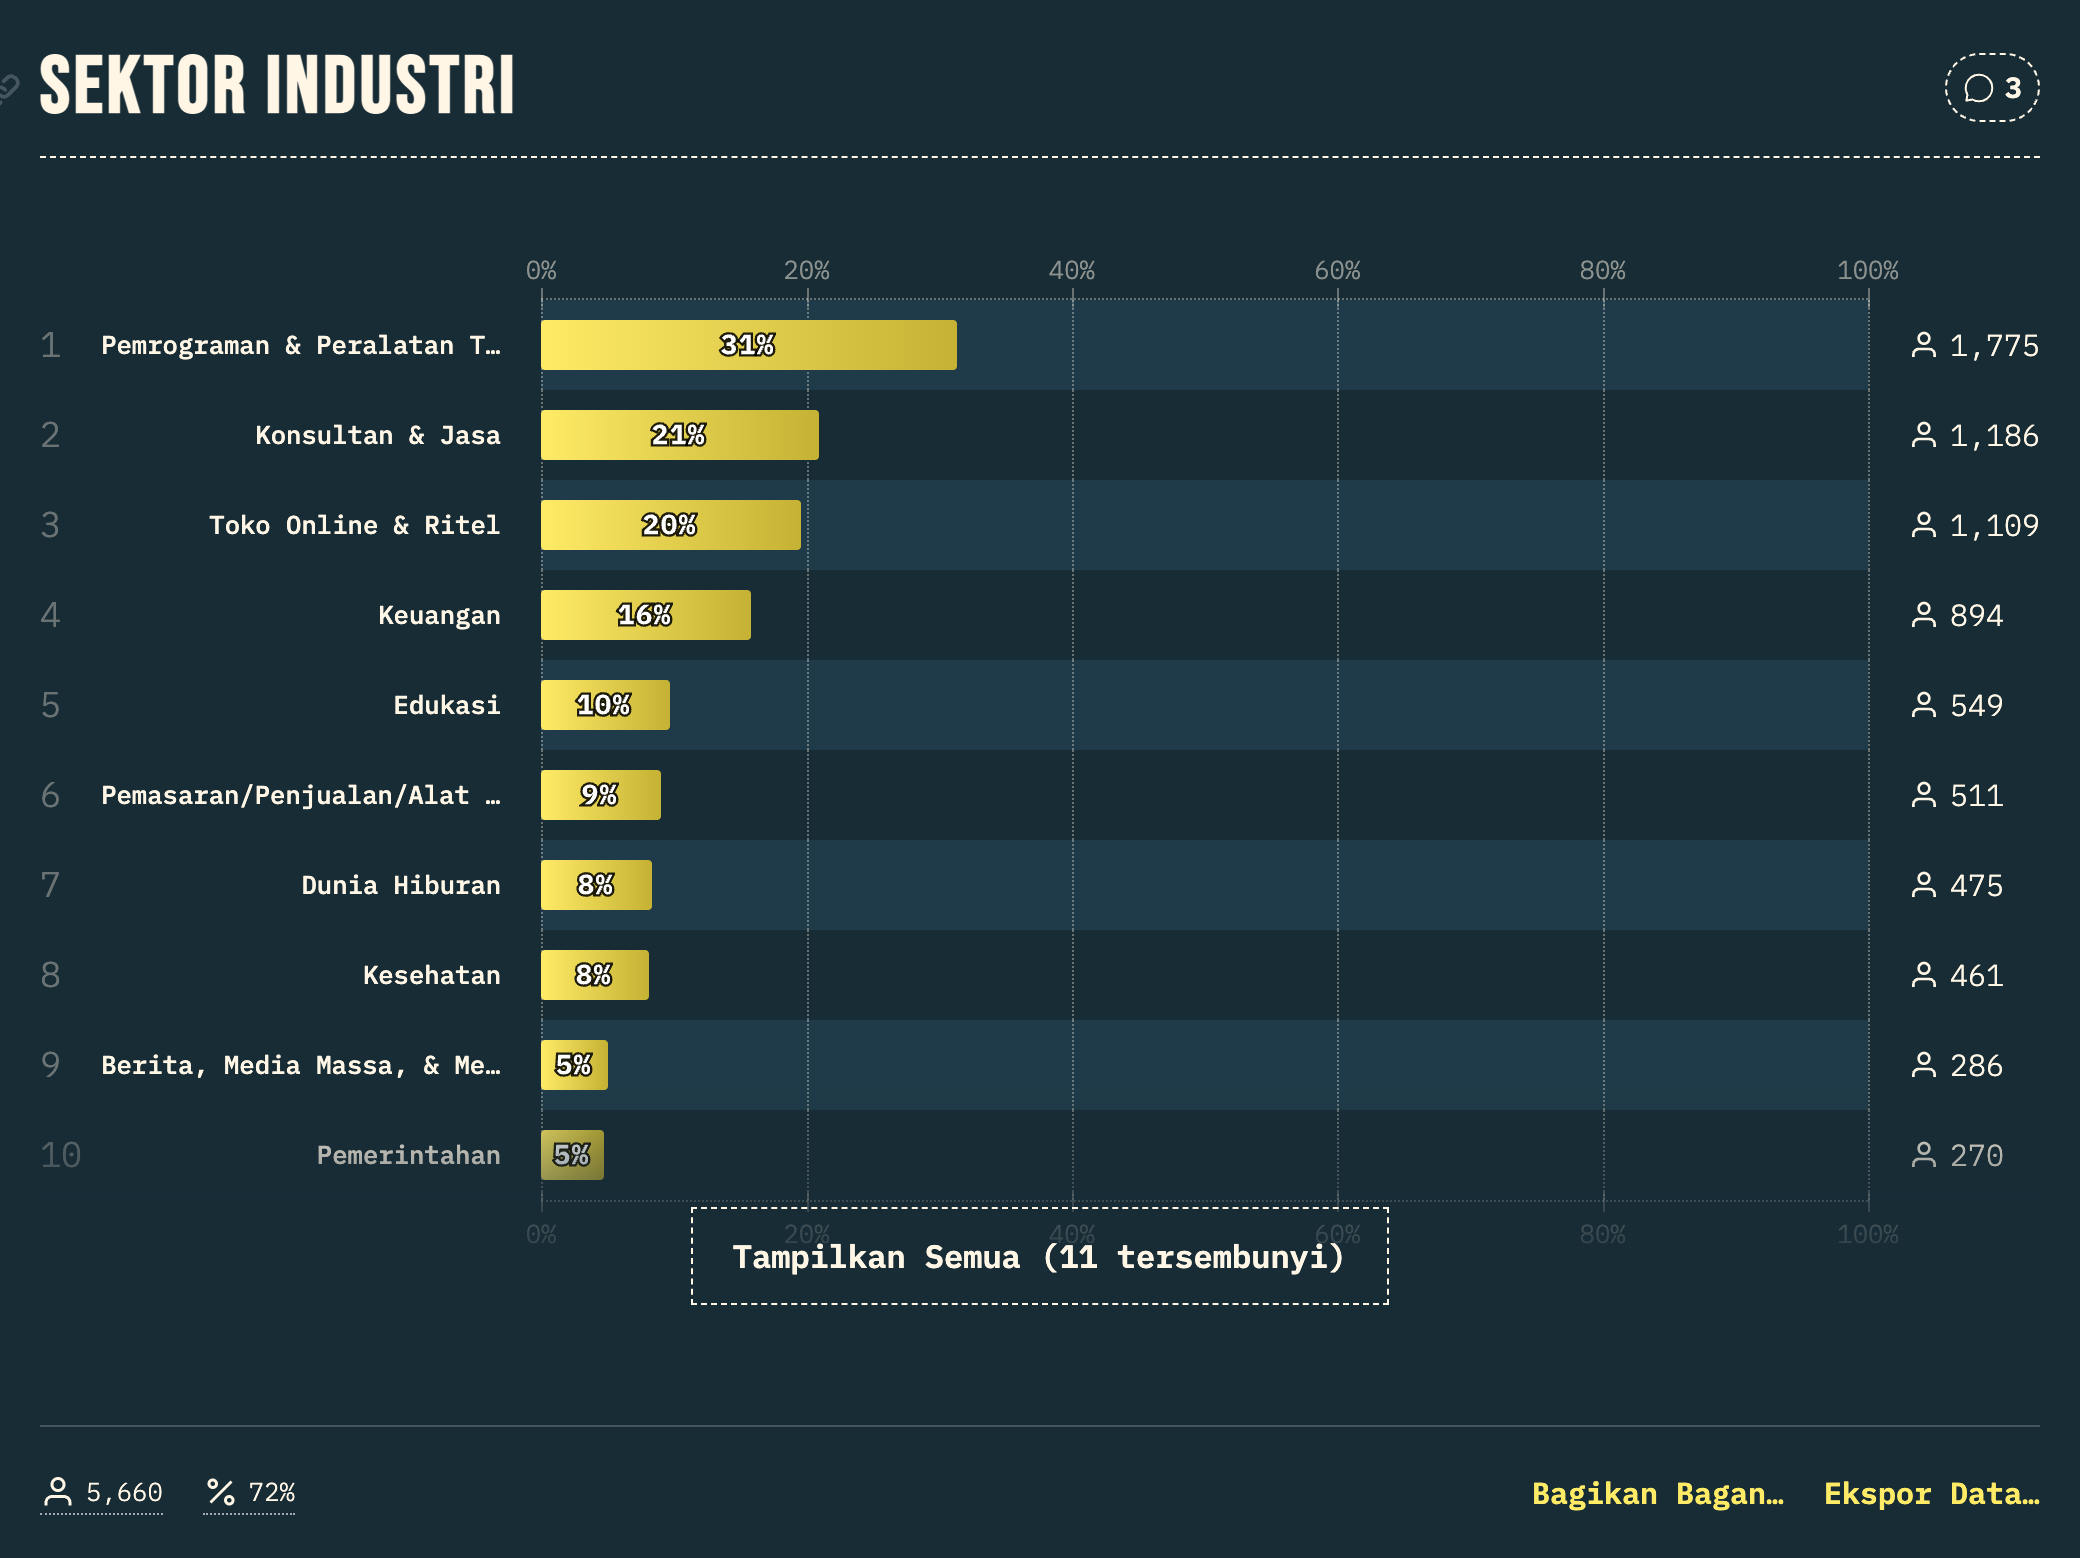 SEKTOR INDUSTRI
3
0% 20% 40% 60% 80% 100%
1 Pemrograman & Peralatan T… 31% 1,775
2 Konsultan & Jasa 21% 1,186
3 Toko Online & Ritel 20% 1,109
4 Keuangan 16% 894
5 Edukasi 10% 549
6 Pemasaran/Penjualan/Alat … 9% 511
7 Dunia Hiburan 8% 475
8 Kesehatan 8% 461
9 Berita, Media Massa, & Me… 5% 286
10 Pemerintahan 5% 270
0% 20% 40% 60% 80% 100%
Tampilkan Semua (11 tersembunyi)
5,660 72% Bagikan Bagan… Ekspor Data…